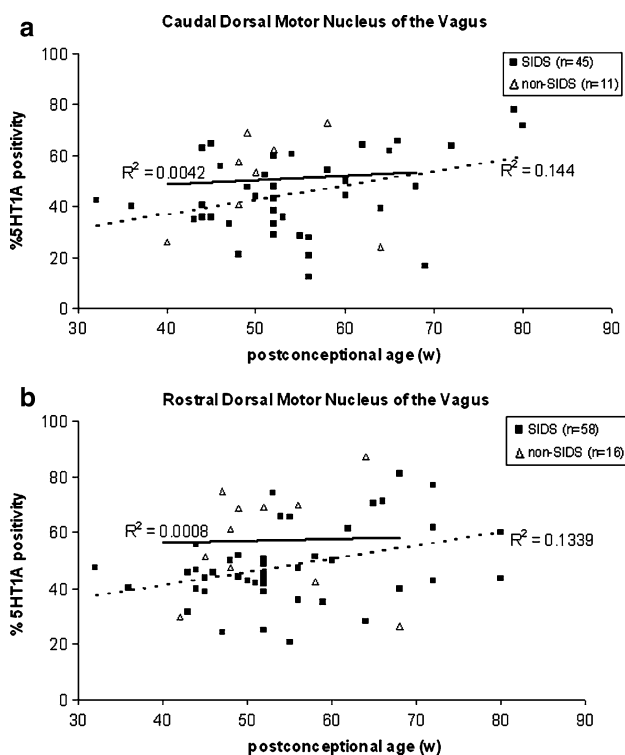 a
Caudal Dorsal Motor Nucleus of the Vagus
SIDS (n=45)
non-SIDS (n=11)
%5HT1A positivity
100
80
60
40
20
0
R² = 0.0042
R² = 0.144
30 40 50 60 70 80 90
postconceptional age (w)
b
Rostral Dorsal Motor Nucleus of the Vagus
SIDS (n=58)
non-SIDS (n=16)
%5HT1A positivity
100
80
60
40
20
0
R² = 0.0008
R² = 0.1339
30 40 50 60 70 80 90
postconceptional age (w)